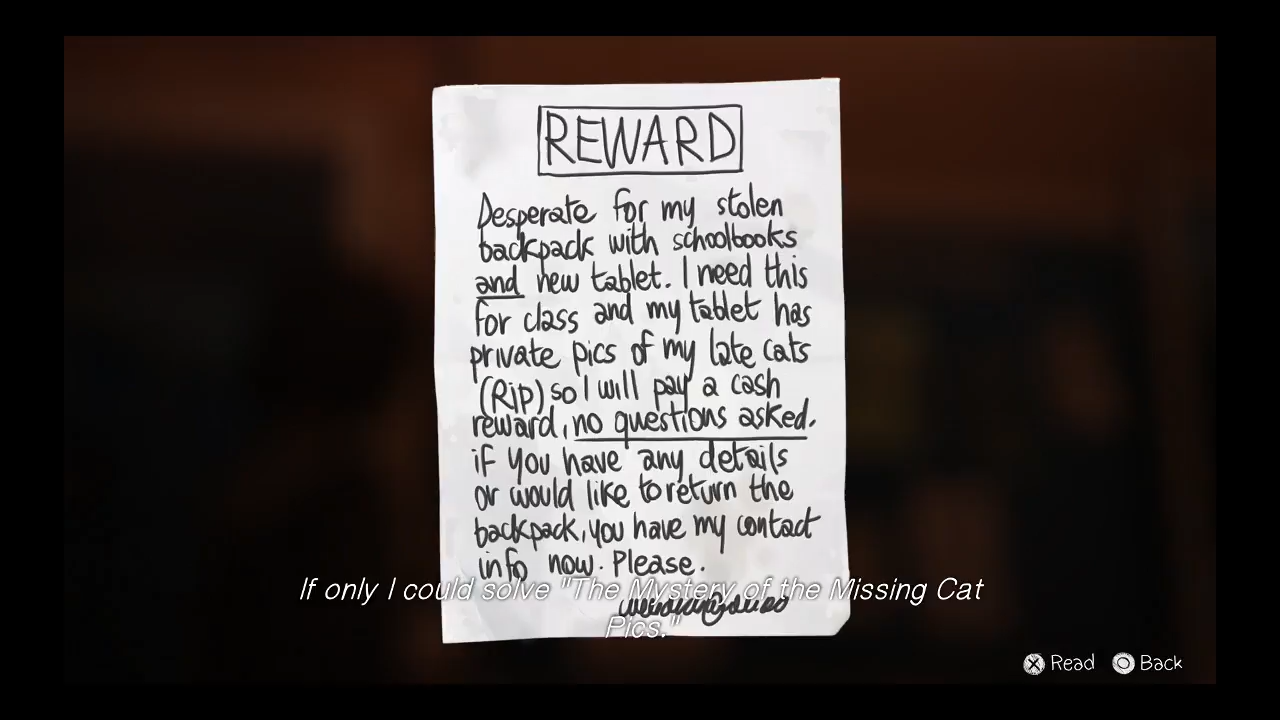 REWARD
Desperate for my stolen
backpack with schoolbooks
and new tablet. I need this
for class and my tablet has
private pics of my late cats
(RIP) so I will pay a cash
reward, no questions asked.
if you have any details
or would like to return the
backpack, you have my contact
info now. Please.
If only I could solve "The Mystery of the Missing Cat
Pics."
Read Back